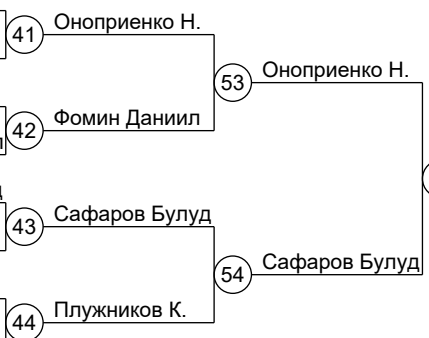 41 Оноприенко Н.
53 Оноприенко Н.
42 Фомин Даниил
43 Сафаров Булуд
54 Сафаров Булуд
44 Плужников К.